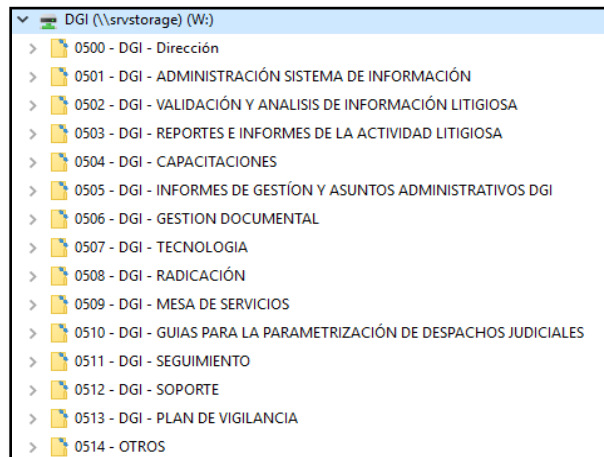 DGI (\\srvstorage) (W:)
0500 - DGI - Dirección
0501 - DGI - ADMINISTRACIÓN SISTEMA DE INFORMACIÓN
0502 - DGI - VALIDACIÓN Y ANALISIS DE INFORMACIÓN LITIGIOSA
0503 - DGI - REPORTES E INFORMES DE LA ACTIVIDAD LITIGIOSA
0504 - DGI - CAPACITACIONES
0505 - DGI - INFORMES DE GESTÍON Y ASUNTOS ADMINISTRATIVOS DGI
0506 - DGI - GESTION DOCUMENTAL
0507 - DGI - TECNOLOGIA
0508 - DGI - RADICACIÓN
0509 - DGI - MESA DE SERVICIOS
0510 - DGI - GUIAS PARA LA PARAMETRIZACIÓN DE DESPACHOS JUDICIALES
0511 - DGI - SEGUIMIENTO
0512 - DGI - SOPORTE
0513 - DGI - PLAN DE VIGILANCIA
0514 - OTROS